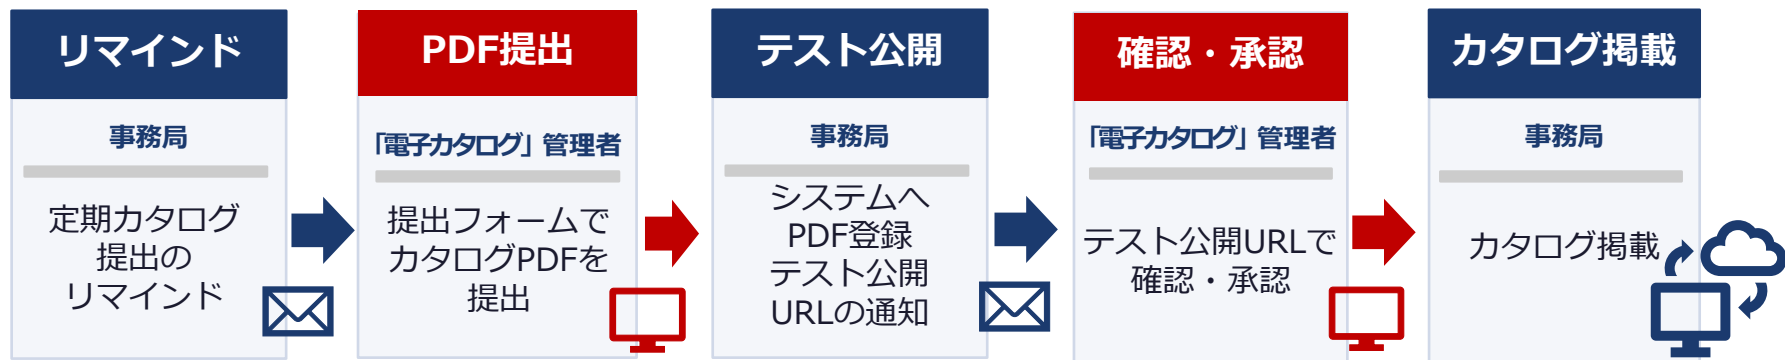 リマインド
事務局
定期カタログ
提出の
リマインド
PDF提出
「電子カタログ」管理者
提出フォームで
カタログPDFを
提出
テスト公開
事務局
システムへ
PDF登録
テスト公開
URLの通知
確認・承認
「電子カタログ」管理者
テスト公開URLで
確認・承認
カタログ掲載
事務局
カタログ掲載